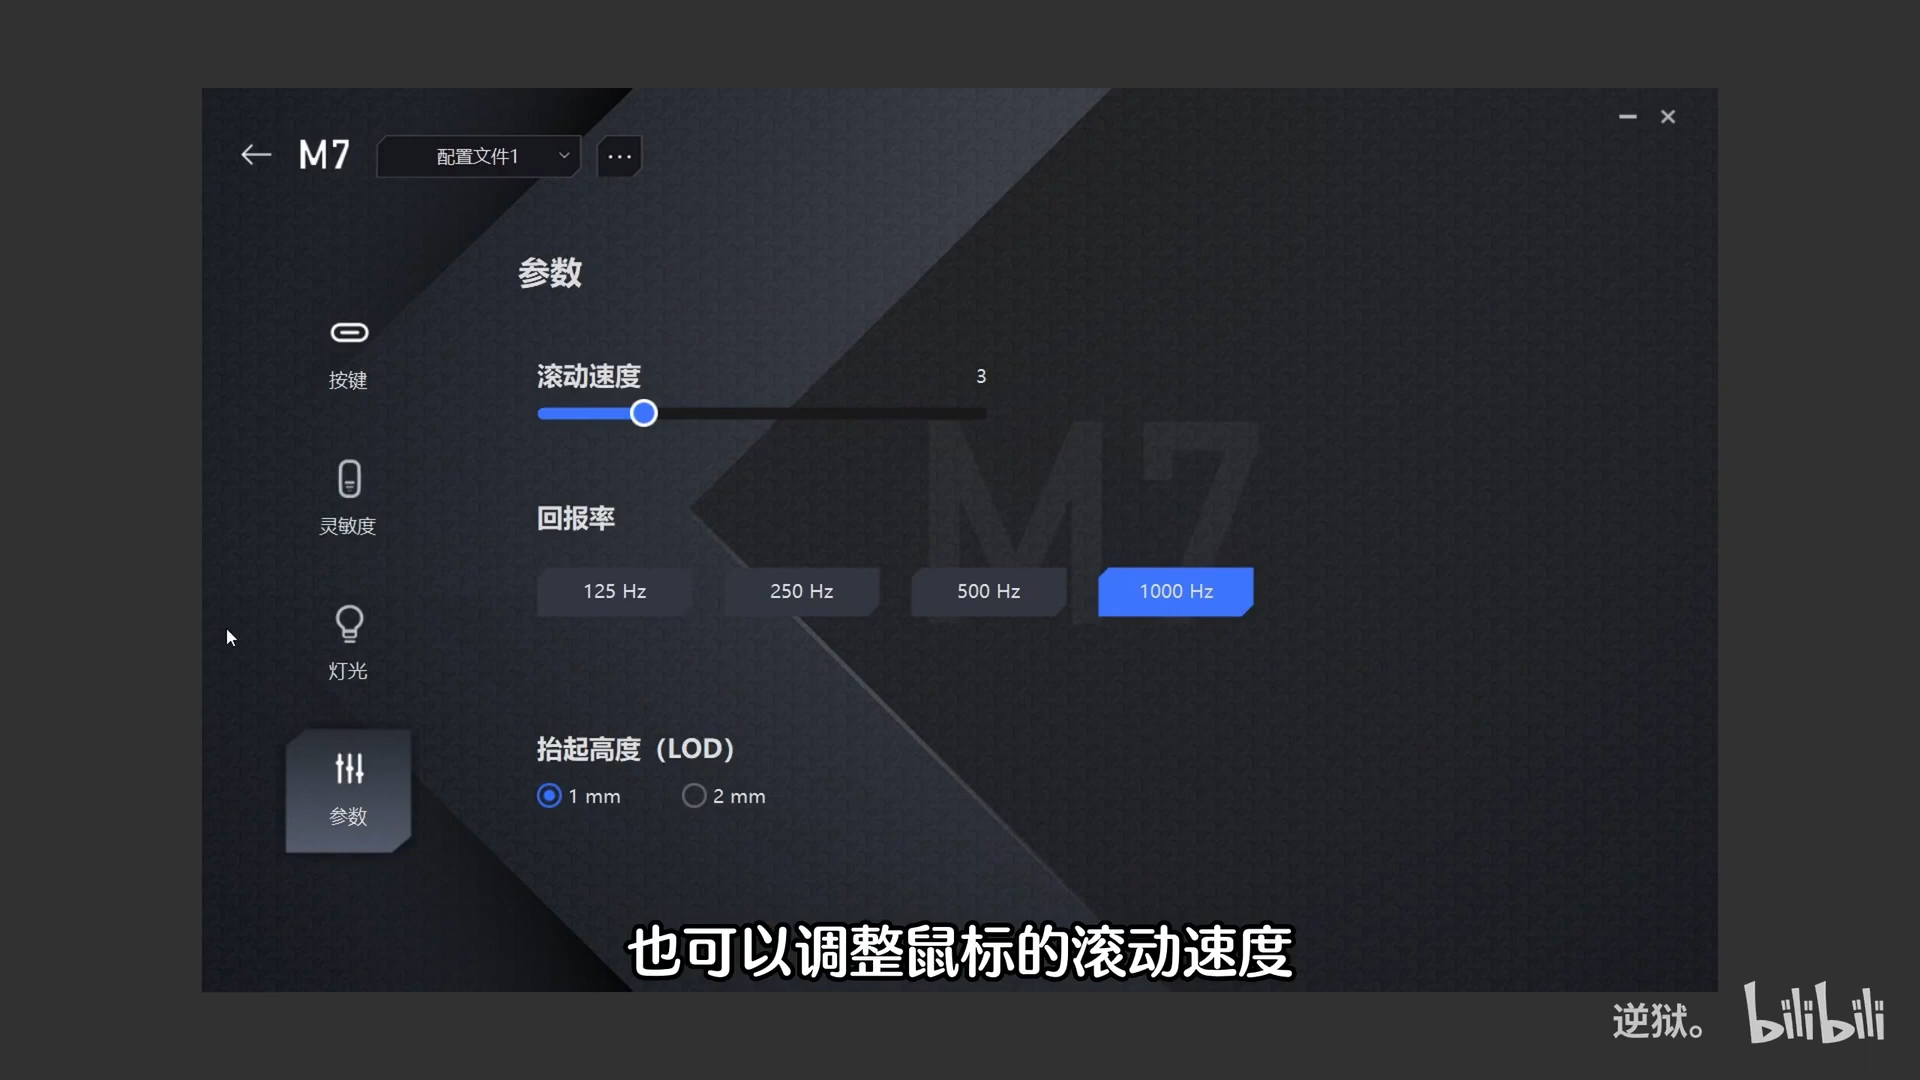 M7
配置文件1
...
参数
按键
滚动速度
3
M7
灵敏度
回报率
125 Hz
250 Hz
500 Hz
1000 Hz
灯光
抬起高度（LOD）
1 mm
2 mm
参数
也可以调整鼠标的滚动速度
逆狱。
bilibili